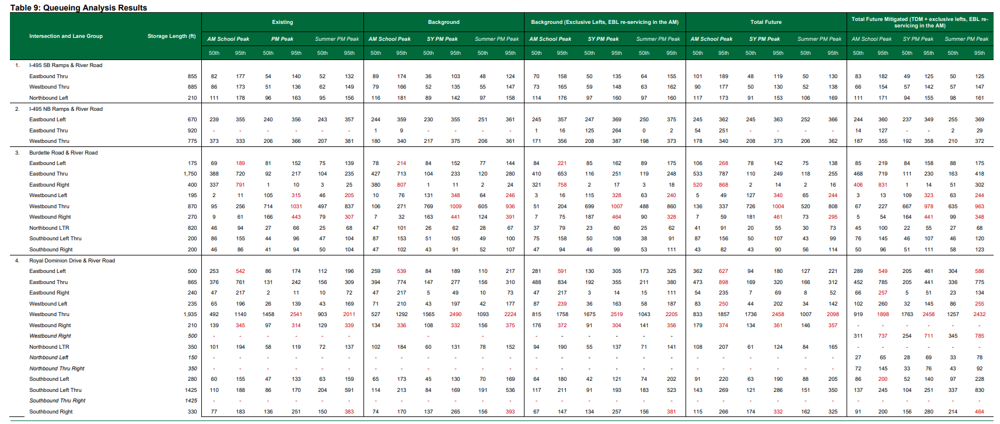 Table 9: Queueing Analysis Results
Intersection and Lane Group Storage Length (ft) Existing Background Background (Exclusive Lefts, EBL re-servicing in the AM) Total Future Total Future Mitigated (TDM + exclusive lefts, EBL re-servicing in the AM)
AM School Peak PM Peak Summer PM Peak AM School Peak SY PM Peak Summer PM Peak AM School Peak SY PM Peak Summer PM Peak AM School Peak SY PM Peak Summer PM Peak AM School Peak SY PM Peak Summer PM Peak
50th 95th 50th 95th 50th 95th 50th 95th 50th 95th 50th 95th 50th 95th 50th 95th 50th 95th 50th 95th 50th 95th 50th 95th 50th 95th 50th 95th 50th 95th
1. I-495 SB Ramps & River Road
Eastbound Thru 855 82 177 54 140 52 132 89 174 36 103 48 124 70 158 50 135 64 155 101 189 48 119 50 130 83 182 49 125 50 125
Westbound Thru 885 86 173 51 136 62 149 79 166 52 135 55 147 73 165 59 148 63 162 90 177 50 130 52 138 66 154 57 142 57 147
Northbound Left 210 111 178 96 163 95 156 116 181 89 142 97 158 114 176 97 160 97 160 117 173 91 153 106 169 111 171 94 155 98 161
2. I-495 NB Ramps & River Road
Eastbound Left 670 239 355 240 356 243 357 244 359 230 355 251 361 245 357 247 369 250 375 245 362 245 363 252 366 244 360 237 349 255 369
Eastbound Thru 920 - - - - - - 1 9 - - - - 1 16 125 264 0 2 54 251 - - - - 14 127 - - 2 29
Westbound Thru 775 373 333 206 366 207 381 180 340 217 375 206 361 171 356 208 387 198 373 178 340 208 373 206 362 187 355 192 358 210 372
3. Burdette Road & River Road
Eastbound Left 175 69 189 81 152 75 139 78 214 84 152 77 144 84 221 85 162 89 175 106 268 78 142 75 138 85 219 84 158 88 175
Eastbound Thru 1,750 388 720 92 217 104 235 427 713 104 233 120 280 410 653 116 251 119 248 533 787 110 249 118 255 468 719 111 230 163 418
Eastbound Right 400 337 791 1 10 3 25 380 807 1 11 2 24 321 758 2 17 3 18 520 868 2 14 2 16 406 831 1 14 51 302
Westbound Left 195 2 11 105 315 46 205 10 76 131 348 64 246 3 16 115 328 63 240 5 49 127 340 65 244 3 13 109 323 63 244
Westbound Thru 870 95 256 714 1031 497 837 106 271 769 1009 605 936 51 204 699 1007 488 860 136 337 726 1004 520 808 67 227 667 978 635 963
Westbound Right 270 9 61 166 443 79 307 7 32 163 441 124 391 7 75 187 464 90 328 7 59 181 461 73 295 5 54 164 441 99 348
Northbound LTR 820 46 94 27 66 25 68 47 101 26 62 28 67 37 79 23 60 25 62 41 91 20 55 30 73 45 100 22 55 27 68
Southbound Left Thru 200 86 155 44 96 47 104 87 153 51 105 49 100 75 158 50 108 38 91 87 156 50 107 43 99 76 145 46 107 46 120
Southbound Right 200 46 86 41 94 50 104 47 102 43 91 52 107 47 94 46 99 53 111 43 82 43 90 56 114 50 96 51 111 58 123
4. Royal Dominion Drive & River Road
Eastbound Left 500 253 542 86 174 112 196 259 539 84 189 110 217 281 591 130 305 173 325 362 627 94 180 127 221 289 549 205 461 304 586
Eastbound Thru 865 376 761 131 242 156 309 394 774 147 277 156 310 488 834 192 355 211 380 473 898 169 320 166 312 452 785 205 441 336 775
Eastbound Right 240 47 217 2 11 10 72 47 217 5 49 10 73 47 217 3 14 15 111 54 235 7 69 8 52 66 257 5 51 23 134
Westbound Left 235 65 196 26 139 43 169 71 210 43 197 42 177 87 239 36 163 58 187 83 250 44 202 34 142 102 260 32 145 86 255
Westbound Thru 1,935 492 1140 1458 2541 903 2011 527 1292 1565 2490 1093 2224 815 1758 1675 2519 1043 2205 833 1857 1736 2458 1007 2098 919 1898 1763 2458 1257 2432
Westbound Right 210 139 345 97 314 129 339 134 336 108 332 156 375 176 372 91 304 141 356 179 374 134 361 146 357 - - - - - -
Westbound Right 500 - - - - - - - - - - - - - - - - 311 737 254 711 345 785
Northbound LTR 350 101 194 58 119 72 137 102 184 60 131 78 152 94 190 55 137 71 141 108 207 61 124 84 165 - - - - - -
Northbound Left 150 - - - - - - - - - - - - - - - - - - - - - - - - 27 65 28 69 33 78
Northbound Thru Right 350 - - - - - - - - - - - - - - - - - - - - - - - - 72 145 33 76 43 92
Southbound Left 280 60 155 47 133 63 159 65 173 45 130 70 169 64 180 42 121 74 202 91 220 63 190 88 205 86 200 52 140 97 228
Southbound Left Thru 1425 110 188 86 170 204 591 114 213 84 169 191 536 117 211 91 193 183 523 143 269 121 286 151 350 137 245 104 251 337 830
Southbound Thru Right 1425 - - - - - - - - - - - - - - - - - - - - - - - - - - - - - -
Southbound Right 330 77 183 136 251 150 383 74 170 137 265 156 393 67 147 134 257 156 381 115 266 174 332 162 325 91 200 156 280 214 464